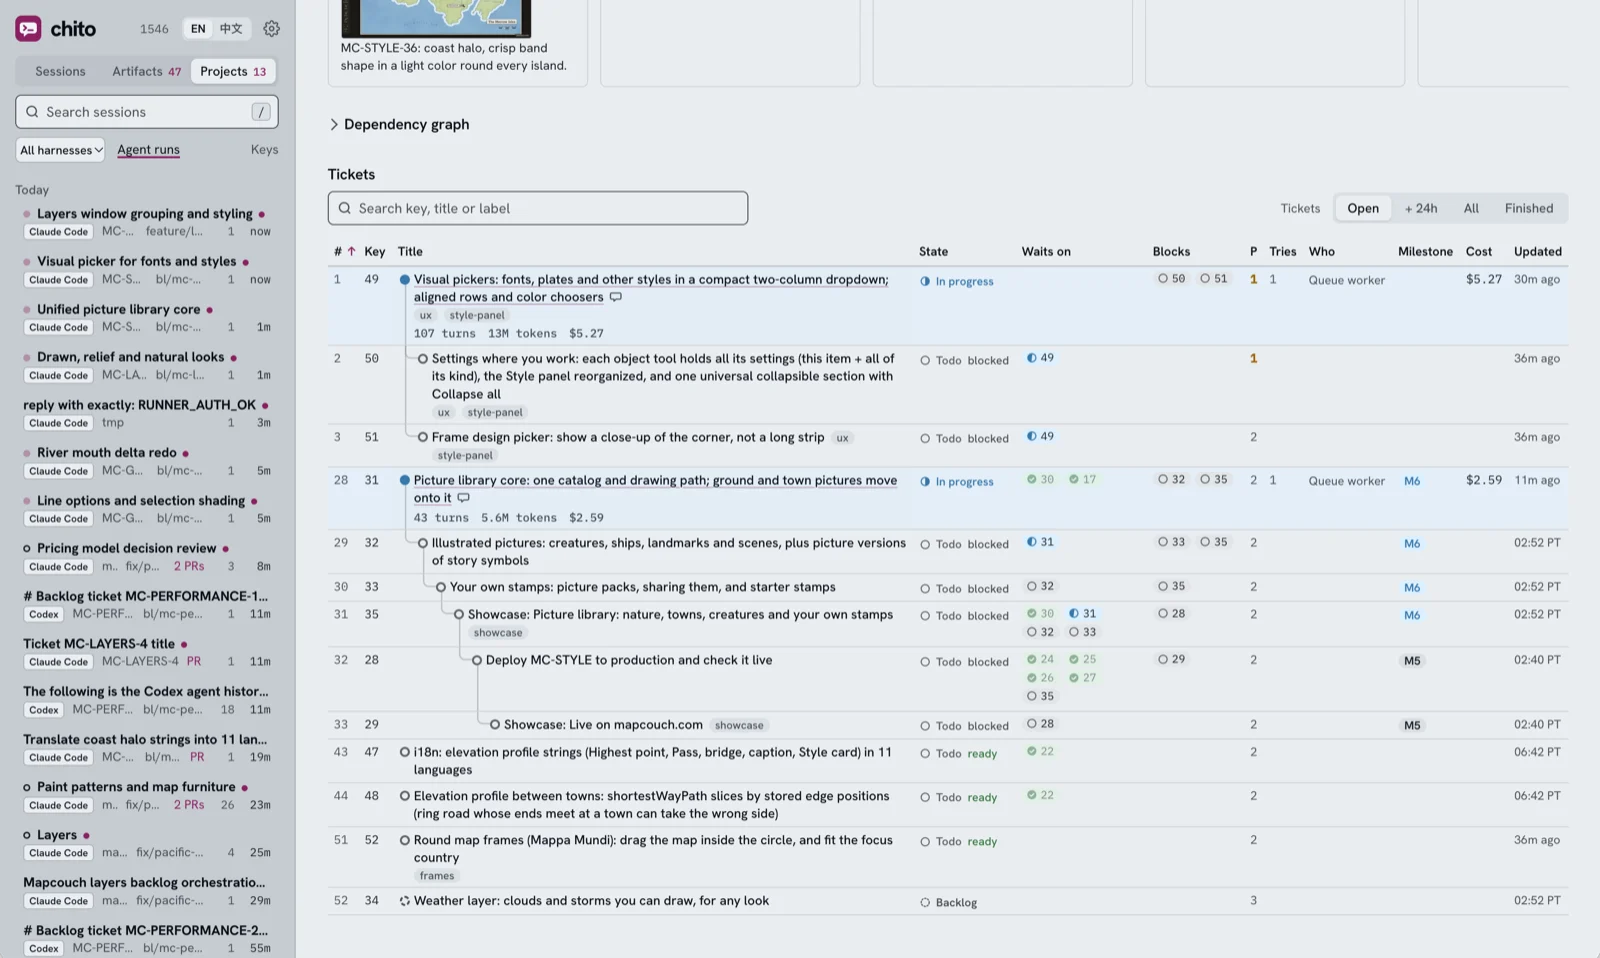 chito
1546
EN
中文
Sessions
Artifacts 47
Projects 13
Search sessions
/
All harnesses
Agent runs
Keys
Today
Layers window grouping and styling
Claude Code MC-... feature/l... 1 now
Visual picker for fonts and styles
Claude Code MC-S... bl/mc-... 1 now
Unified picture library core
Claude Code MC-S... bl/mc-... 1 1m
Drawn, relief and natural looks
Claude Code MC-LA... bl/mc-l... 1 1m
reply with exactly: RUNNER_AUTH_OK
Claude Code tmp 1 3m
River mouth delta redo
Claude Code MC-G... bl/mc-... 1 5m
Line options and selection shading
Claude Code MC-G... bl/mc-... 1 5m
Pricing model decision review
Claude Code m.. fix/p... 2 PRs 3 8m
# Backlog ticket MC-PERFORMANCE-1...
Codex MC-PERF... bl/mc-pe... 1 11m
Ticket MC-LAYERS-4 title
Claude Code MC-LAYERS-4 PR 1 11m
The following is the Codex agent histor...
Codex MC-PERF... bl/mc-pe... 18 11m
Translate coast halo strings into 11 lan...
Claude Code MC-... bl/m... PR 1 19m
Paint patterns and map furniture
Claude Code m.. fix/p... 2 PRs 26 23m
Layers
Claude Code ma... fix/pacific-... 4 25m
Mapcouch layers backlog orchestratio...
Claude Code ma... fix/pacific-... 1 29m
# Backlog ticket MC-PERFORMANCE-2...
Codex MC-PERF... bl/mc-pe... 1 55m
MC-STYLE-36: coast halo, crisp band
shape in a light color round every island.
Dependency graph
Tickets
Search key, title or label
Tickets Open + 24h All Finished
# ↑ Key Title State Waits on Blocks P Tries Who Milestone Cost Updated
1 49 Visual pickers: fonts, plates and other styles in a compact two-column dropdown; In progress 50 51 1 1 Queue worker $5.27 30m ago
aligned rows and color choosers
ux style-panel
107 turns 13M tokens $5.27
2 50 Settings where you work: each object tool holds all its settings (this item + all of Todo blocked 49 1 36m ago
its kind), the Style panel reorganized, and one universal collapsible section with
Collapse all
ux style-panel
3 51 Frame design picker: show a close-up of the corner, not a long strip ux Todo blocked 49 2 36m ago
style-panel
28 31 Picture library core: one catalog and drawing path; ground and town pictures move In progress 30 17 32 35 2 1 Queue worker M6 $2.59 11m ago
onto it
43 turns 5.6M tokens $2.59
29 32 Illustrated pictures: creatures, ships, landmarks and scenes, plus picture versions Todo blocked 31 33 35 2 M6 02:52 PT
of story symbols
30 33 Your own stamps: picture packs, sharing them, and starter stamps Todo blocked 32 35 2 M6 02:52 PT
31 35 Showcase: Picture library: nature, towns, creatures and your own stamps Todo blocked 30 31 28 2 M6 02:52 PT
showcase 32 33
32 28 Deploy MC-STYLE to production and check it live Todo blocked 24 25 29 2 M5 02:40 PT
26 27
35
33 29 Showcase: Live on mapcouch.com showcase Todo blocked 28 2 M5 02:40 PT
43 47 i18n: elevation profile strings (Highest point, Pass, bridge, caption, Style card) in 11 Todo ready 22 2 06:42 PT
languages
44 48 Elevation profile between towns: shortestWayPath slices by stored edge positions Todo ready 22 2 06:42 PT
(ring road whose ends meet at a town can take the wrong side)
51 52 Round map frames (Mappa Mundi): drag the map inside the circle, and fit the focus Todo ready 2 36m ago
country
frames
52 34 Weather layer: clouds and storms you can draw, for any look Backlog 3 02:52 PT